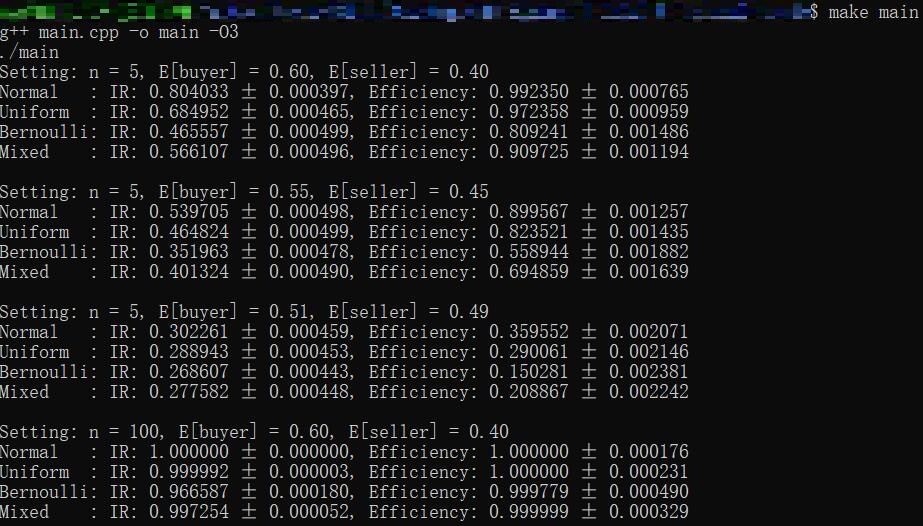 $ make main
g++ main.cpp -o main -O3
./main
Setting: n = 5, E[buyer] = 0.60, E[seller] = 0.40
Normal   : IR: 0.804033 ± 0.000397, Efficiency: 0.992350 ± 0.000765
Uniform  : IR: 0.684952 ± 0.000465, Efficiency: 0.972358 ± 0.000959
Bernoulli: IR: 0.465557 ± 0.000499, Efficiency: 0.809241 ± 0.001486
Mixed    : IR: 0.566107 ± 0.000496, Efficiency: 0.909725 ± 0.001194

Setting: n = 5, E[buyer] = 0.55, E[seller] = 0.45
Normal   : IR: 0.539705 ± 0.000498, Efficiency: 0.899567 ± 0.001257
Uniform  : IR: 0.464824 ± 0.000499, Efficiency: 0.823521 ± 0.001435
Bernoulli: IR: 0.351963 ± 0.000478, Efficiency: 0.558944 ± 0.001882
Mixed    : IR: 0.401324 ± 0.000490, Efficiency: 0.694859 ± 0.001639

Setting: n = 5, E[buyer] = 0.51, E[seller] = 0.49
Normal   : IR: 0.302261 ± 0.000459, Efficiency: 0.359552 ± 0.002071
Uniform  : IR: 0.288943 ± 0.000453, Efficiency: 0.290061 ± 0.002146
Bernoulli: IR: 0.268607 ± 0.000443, Efficiency: 0.150281 ± 0.002381
Mixed    : IR: 0.277582 ± 0.000448, Efficiency: 0.208867 ± 0.002242

Setting: n = 100, E[buyer] = 0.60, E[seller] = 0.40
Normal   : IR: 1.000000 ± 0.000000, Efficiency: 1.000000 ± 0.000176
Uniform  : IR: 0.999992 ± 0.000003, Efficiency: 1.000000 ± 0.000231
Bernoulli: IR: 0.966587 ± 0.000180, Efficiency: 0.999779 ± 0.000490
Mixed    : IR: 0.997254 ± 0.000052, Efficiency: 0.999999 ± 0.000329